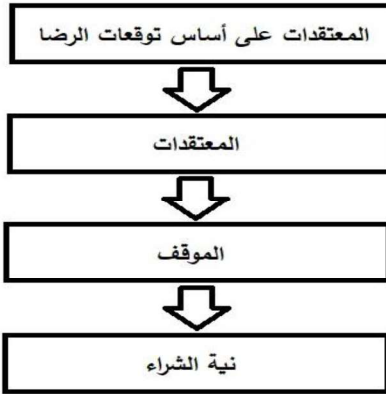 المعتقدات على أساس توقعات الرضا
المعتقدات
الموقف
نية الشراء